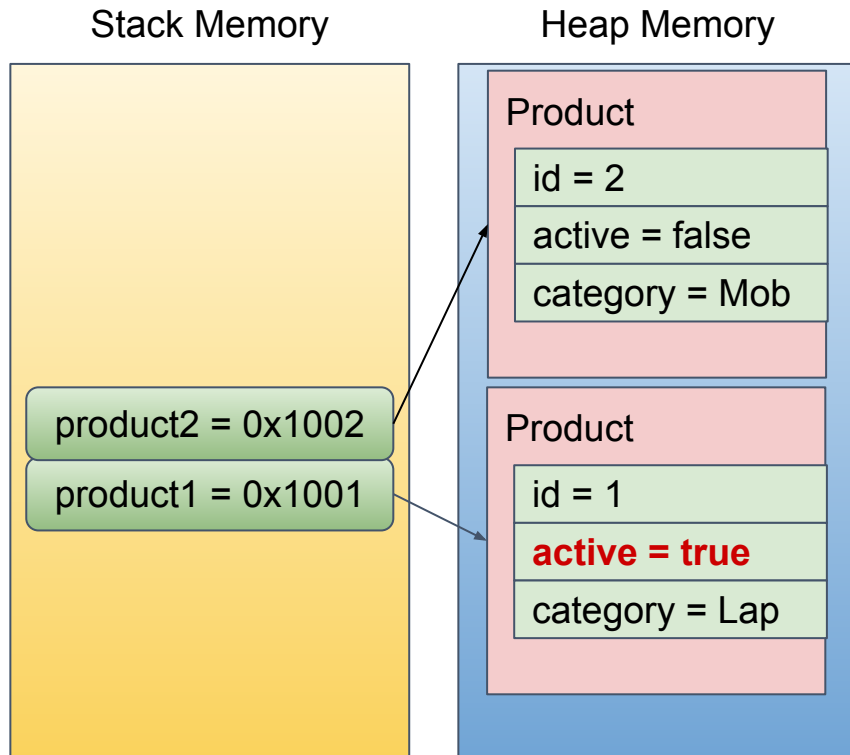 Stack Memory
product2 = 0x1002
product1 = 0x1001
Heap Memory
Product
id = 2
active = false
category = Mob
Product
id = 1
active = true
category = Lap